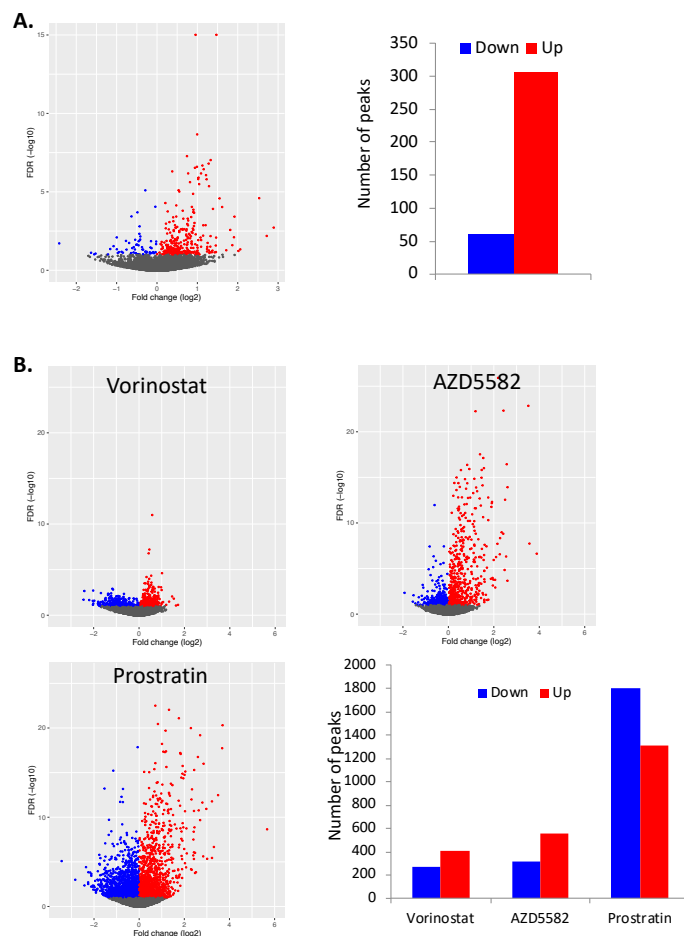 A.
15
10
5
0
FDR (−log10)
−2 −1 0 1 2 3
Fold change (log2)
Down Up
350
300
250
200
150
100
50
0
Number of peaks
B.
Vorinostat
20
10
0
FDR (−log10)
−2 0 2 4 6
Fold change (log2)
AZD5582
20
10
0
FDR (−log10)
−2 0 2 4 6
Fold change (log2)
Prostratin
20
10
0
FDR (−log10)
−2 0 2 4 6
Fold change (log2)
Down Up
2000
1800
1600
1400
1200
1000
800
600
400
200
0
Number of peaks
Vorinostat AZD5582 Prostratin